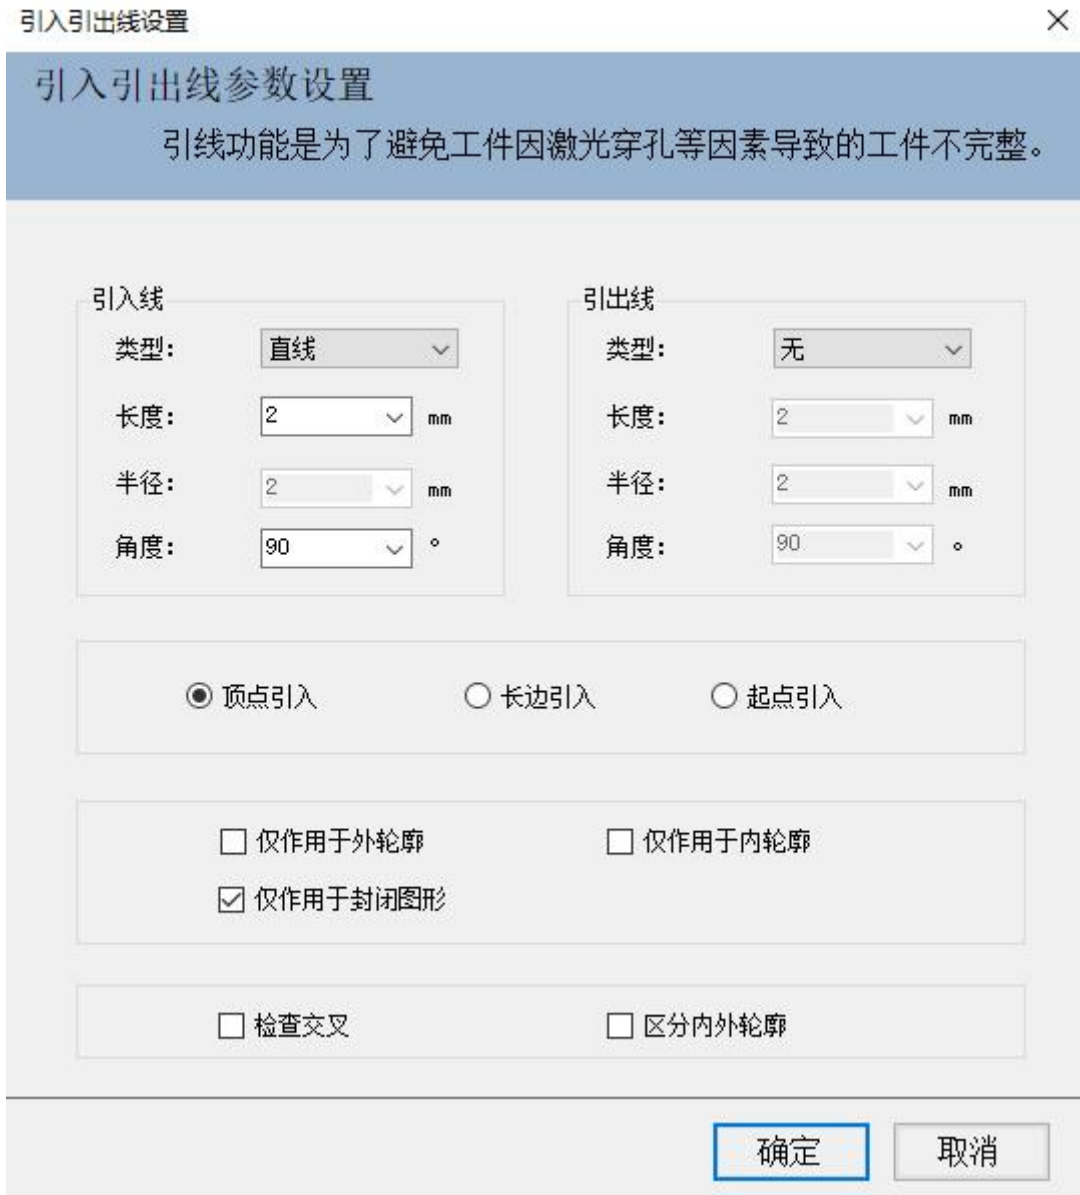 引入引出线设置
引入引出线参数设置
引线功能是为了避免工件因激光穿孔等因素导致的工件不完整。
引入线
类型: 直线
长度: 2 mm
半径: 2 mm
角度: 90 °
引出线
类型: 无
长度: 2 mm
半径: 2 mm
角度: 90 °
顶点引入 长边引入 起点引入
仅作用于外轮廓 仅作用于内轮廓
仅作用于封闭图形
检查交叉 区分内外轮廓
确定 取消